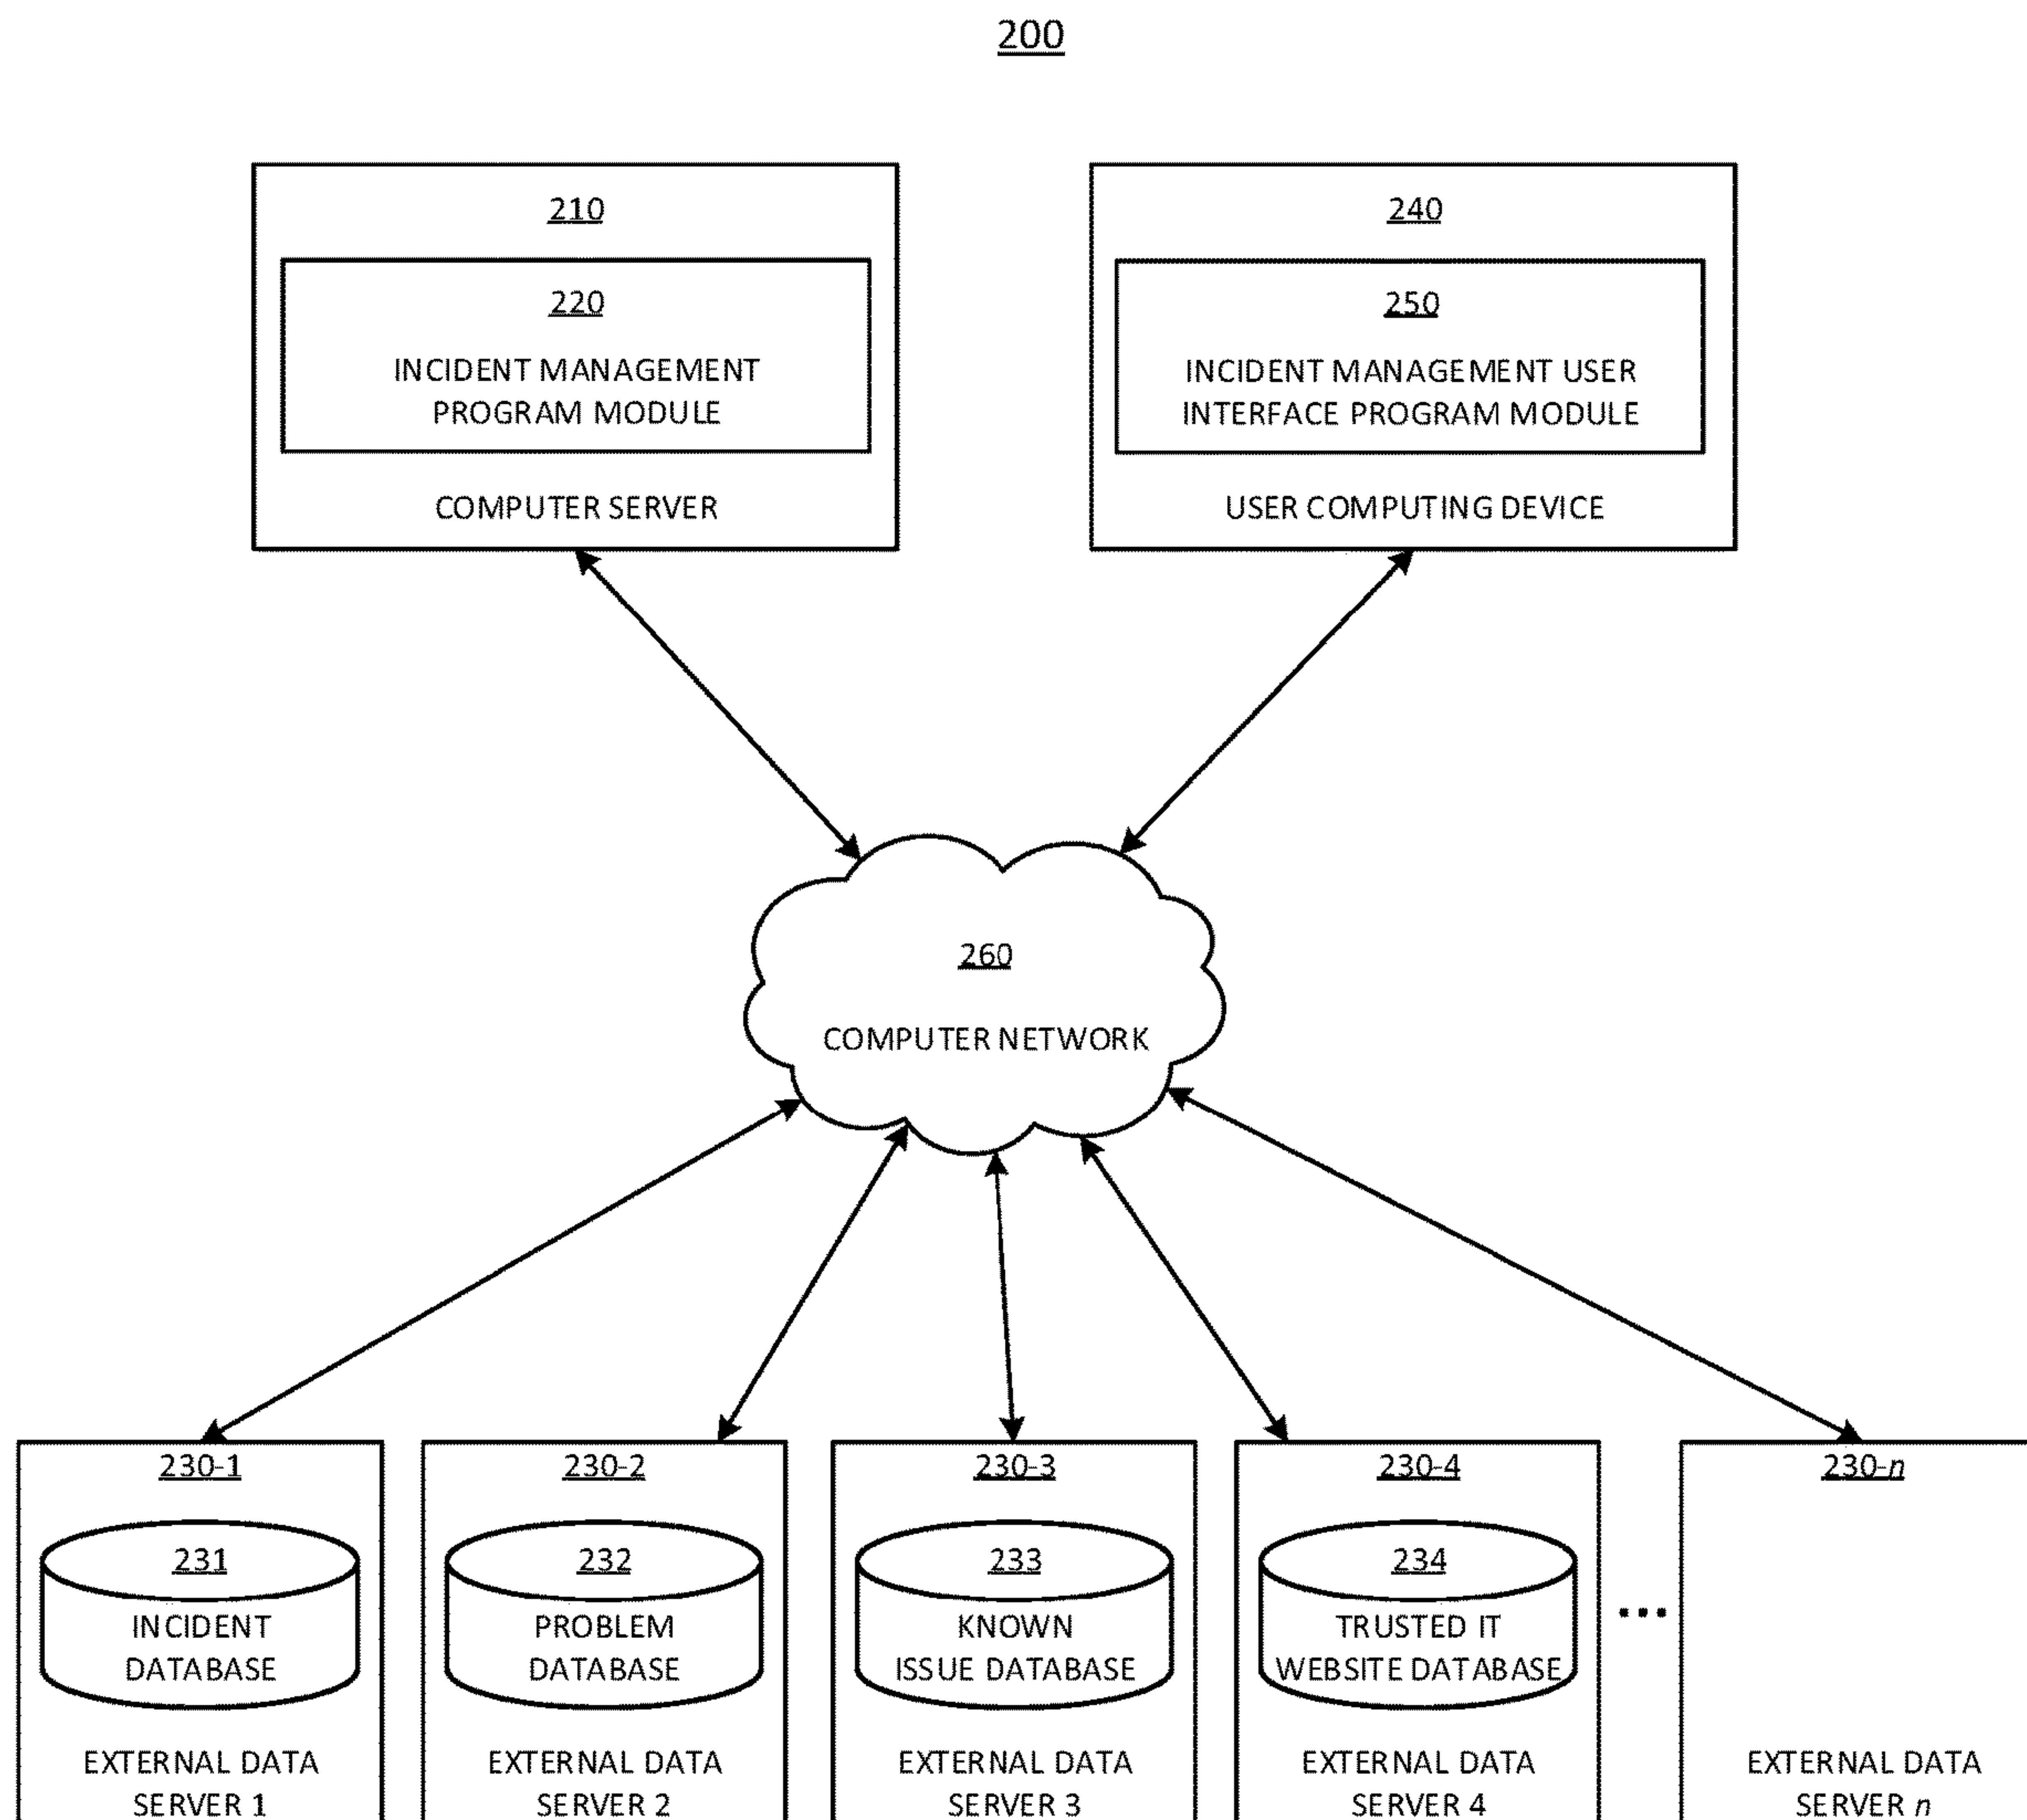 200
210
220
INCIDENT MANAGEMENT
PROGRAM MODULE
COMPUTER SERVER
240
250
INCIDENT MANAGEMENT USER
INTERFACE PROGRAM MODULE
USER COMPUTING DEVICE
260
COMPUTER NETWORK
230-1
231
INCIDENT
DATABASE
EXTERNAL DATA
SERVER 1
230-2
232
PROBLEM
DATABASE
EXTERNAL DATA
SERVER 2
230-3
233
KNOWN
ISSUE DATABASE
EXTERNAL DATA
SERVER 3
230-4
234
TRUSTED IT
WEBSITE DATABASE
EXTERNAL DATA
SERVER 4
...
230-n
EXTERNAL DATA
SERVER n